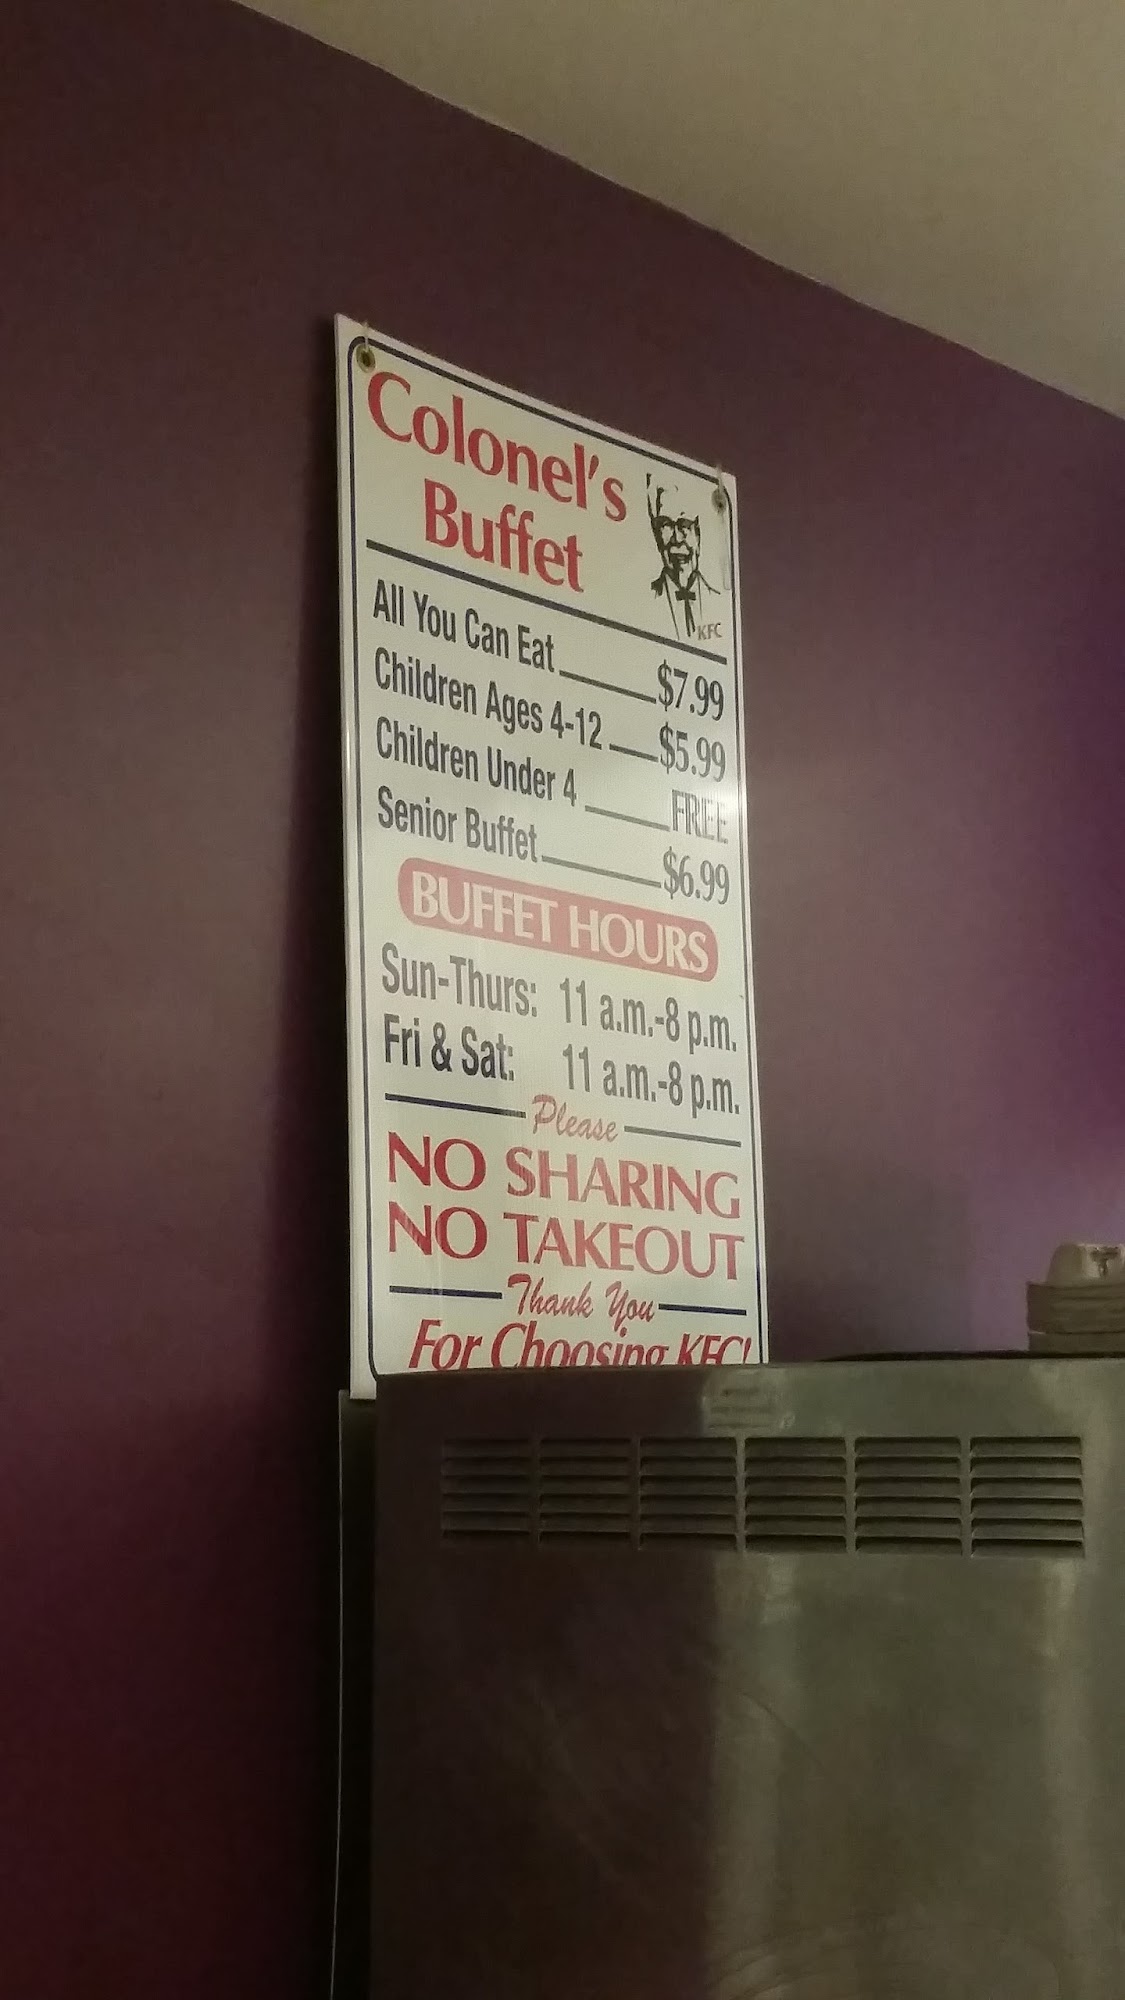 Colonel's
Buffet
KFC
All You Can Eat $7.99
Children Ages 4-12 $5.99
Children Under 4 FREE
Senior Buffet $6.99
BUFFET HOURS
Sun-Thurs: 11 a.m.-8 p.m.
Fri & Sat: 11 a.m.-8 p.m.
Please
NO SHARING
NO TAKEOUT
Thank You
For Choosing KFC!